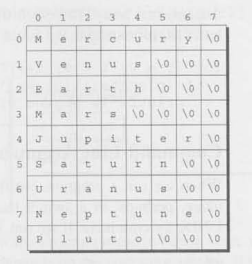 0 1 2 3 4 5 6 7
0 M e r c u r y \0
1 V e n u s \0 \0 \0
2 E a r t h \0 \0 \0
3 M a r s \0 \0 \0 \0
4 J u p i t e r \0
5 S a t u r n \0 \0
6 U r a n u s \0 \0
7 N e p t u n e \0
8 P l u t o \0 \0 \0